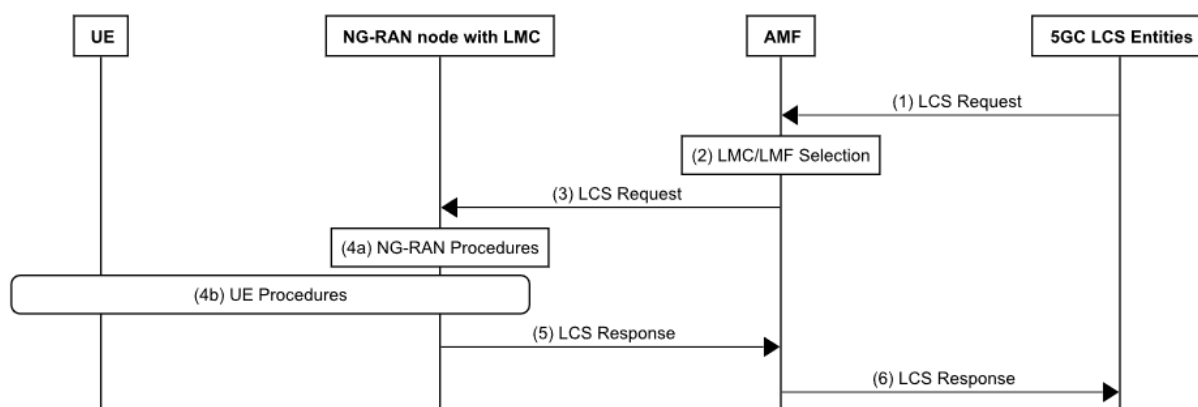 UE
NG-RAN node with LMC
AMF
5GC LCS Entities
(1) LCS Request
(2) LMC/LMF Selection
(3) LCS Request
(4a) NG-RAN Procedures
(4b) UE Procedures
(5) LCS Response
(6) LCS Response